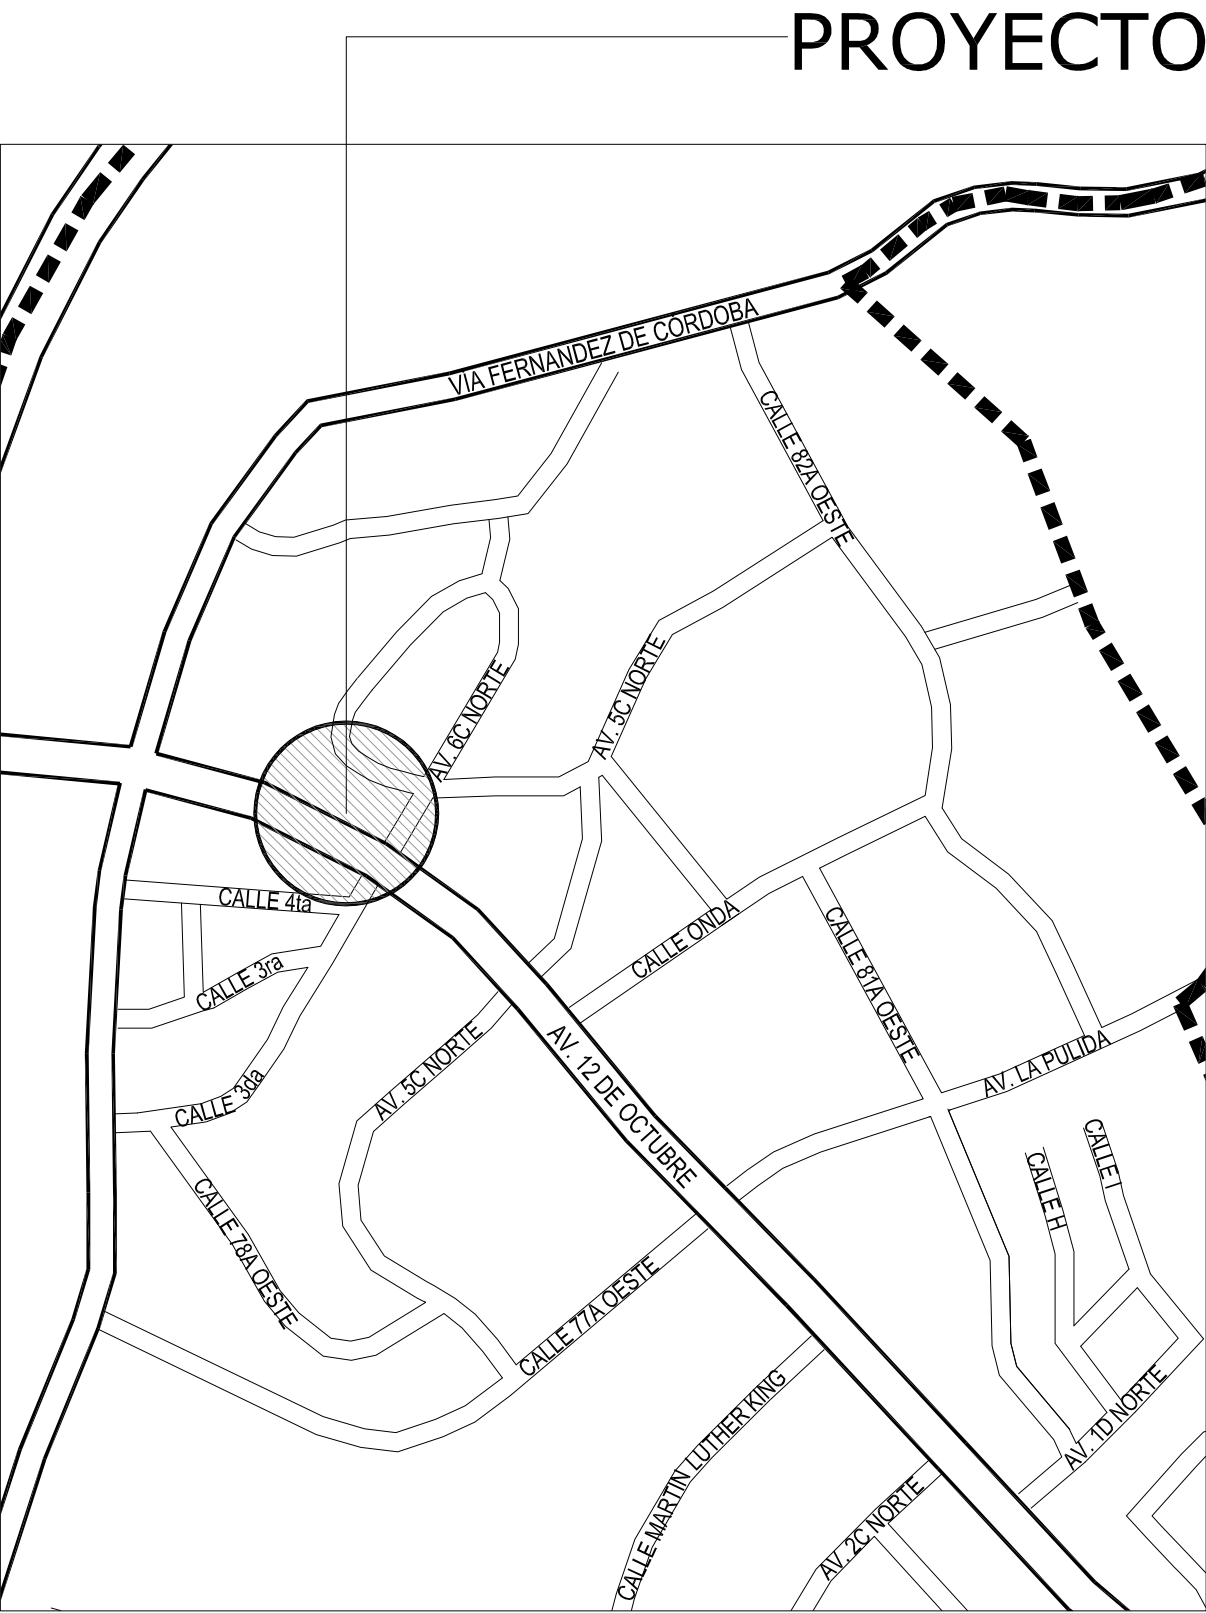 PROYECTO
VIA FERNANDEZ DE CORDOBA
CALLE 82A OESTE
AV. 5C NORTE
AV. 6C NORTE
CALLE 4ta
CALLE ONDA
CALLE 81A OESTE
CALLE 3ra
AV. 5C NORTE
AV. 12 DE OCTUBRE
AV. LA PULIDA
CALLE 3da
CALLE I
CALLE H
CALLE 78A OESTE
CALLE 77A OESTE
CALLE MARTIN LUTHER KING
AV. 1D NORTE
AV. 2C NORTE